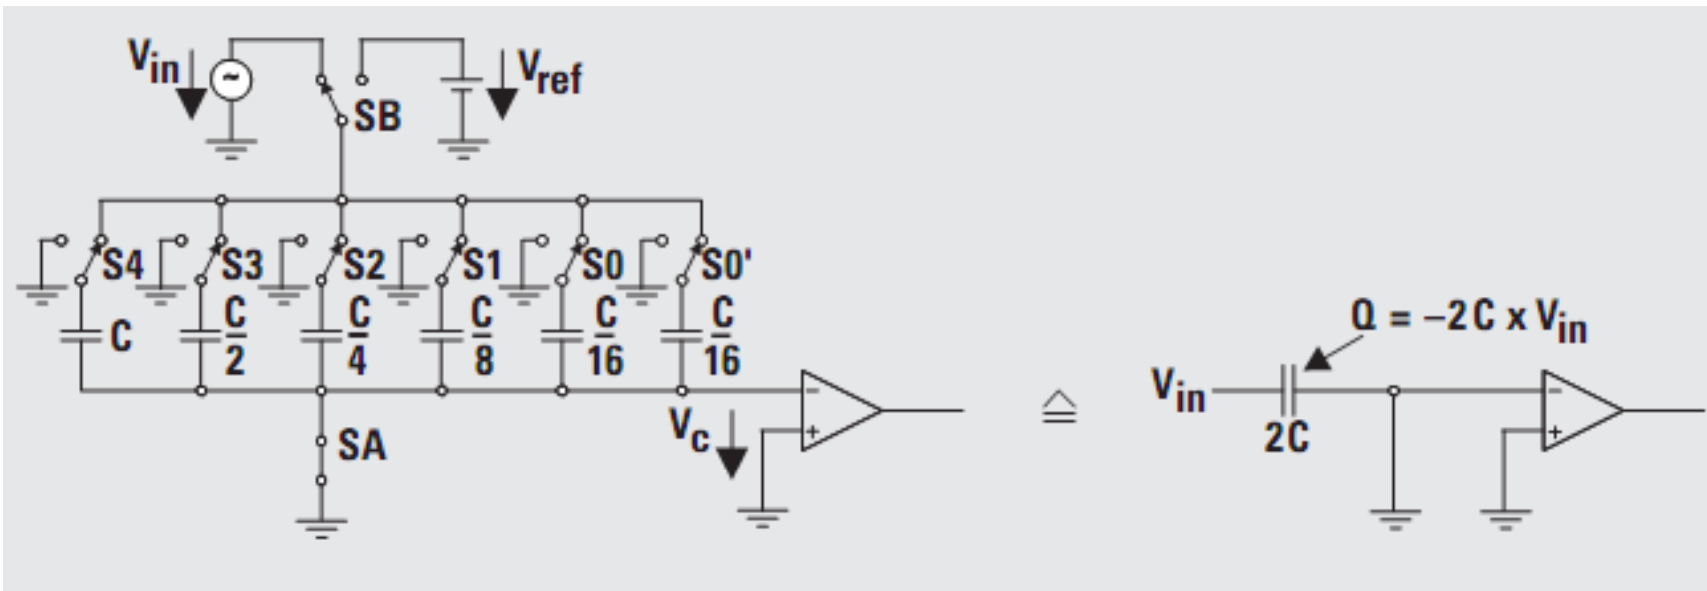 Vin
~
SB
Vref
S4 S3 S2 S1 S0 S0'
C C/2 C/4 C/8 C/16 C/16
Q = −2C x Vin
Vin
2C
− +
− +
Vc
SA